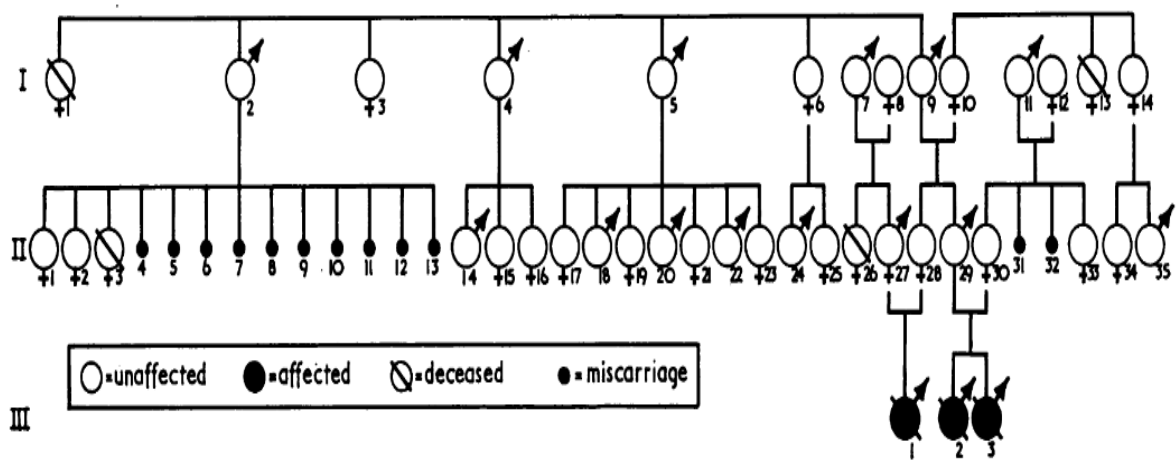 I
1 2 3 4 5 6 7 8 9 10 11 12 13 14
II
1 2 3 4 5 6 7 8 9 10 11 12 13 14 15 16 17 18 19 20 21 22 23 24 25 26 27 28 29 30 31 32 33 34 35
=unaffected =affected =deceased =miscarriage
III
1 2 3